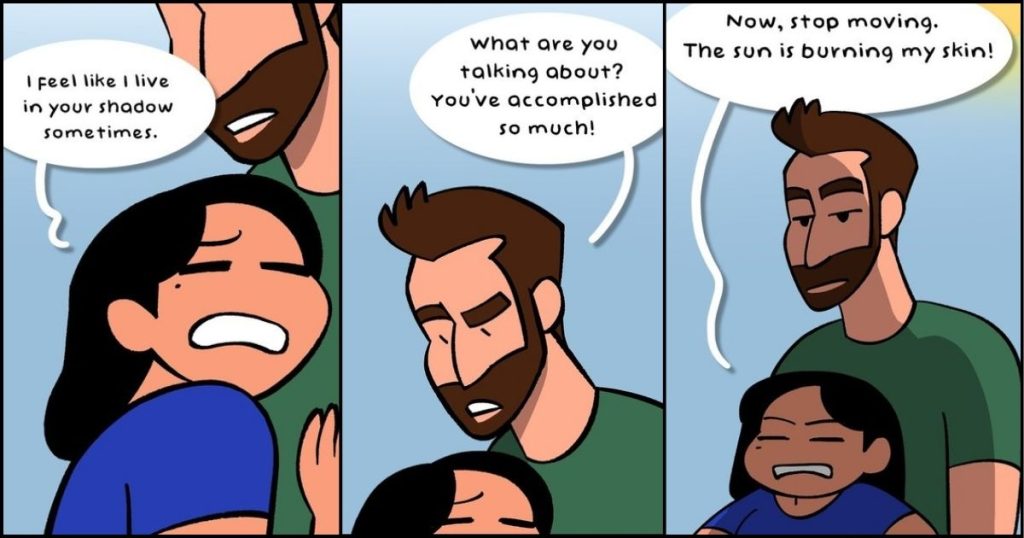 I feel like I live
in your shadow
sometimes.
What are you
talking about?
You've accomplished
so much!
Now, stop moving.
The sun is burning my skin!